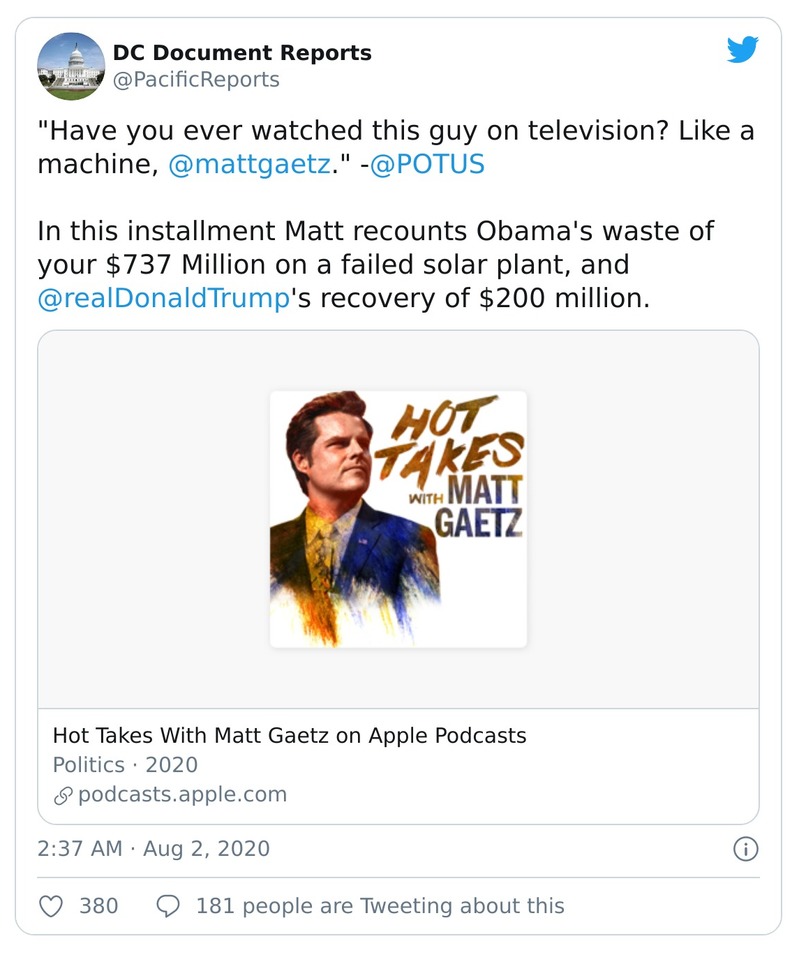 DC Document Reports
@PacificReports
"Have you ever watched this guy on television? Like a
machine, @mattgaetz." -@POTUS
In this installment Matt recounts Obama's waste of
your $737 Million on a failed solar plant, and
@realDonaldTrump's recovery of $200 million.
HOT
TAKES
WITH MATT
GAETZ
Hot Takes With Matt Gaetz on Apple Podcasts
Politics · 2020
podcasts.apple.com
2:37 AM · Aug 2, 2020
380 181 people are Tweeting about this